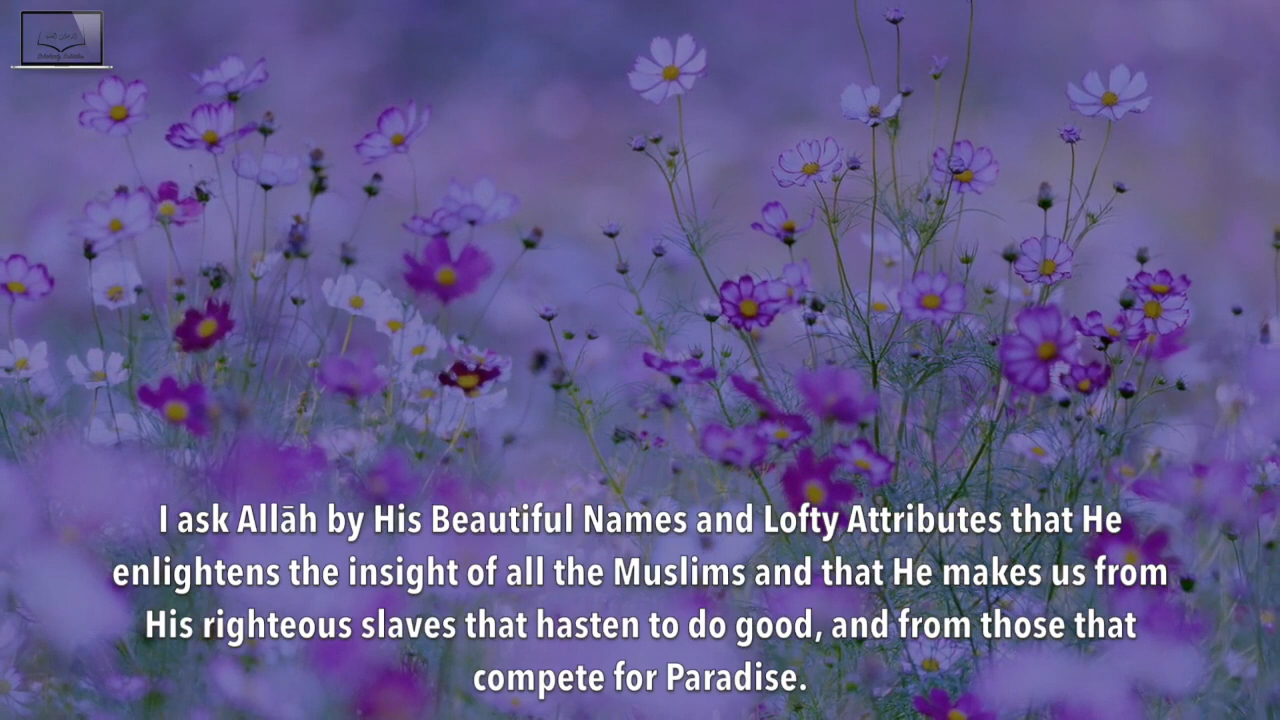 I ask Allāh by His Beautiful Names and Lofty Attributes that He
enlightens the insight of all the Muslims and that He makes us from
His righteous slaves that hasten to do good, and from those that
compete for Paradise.